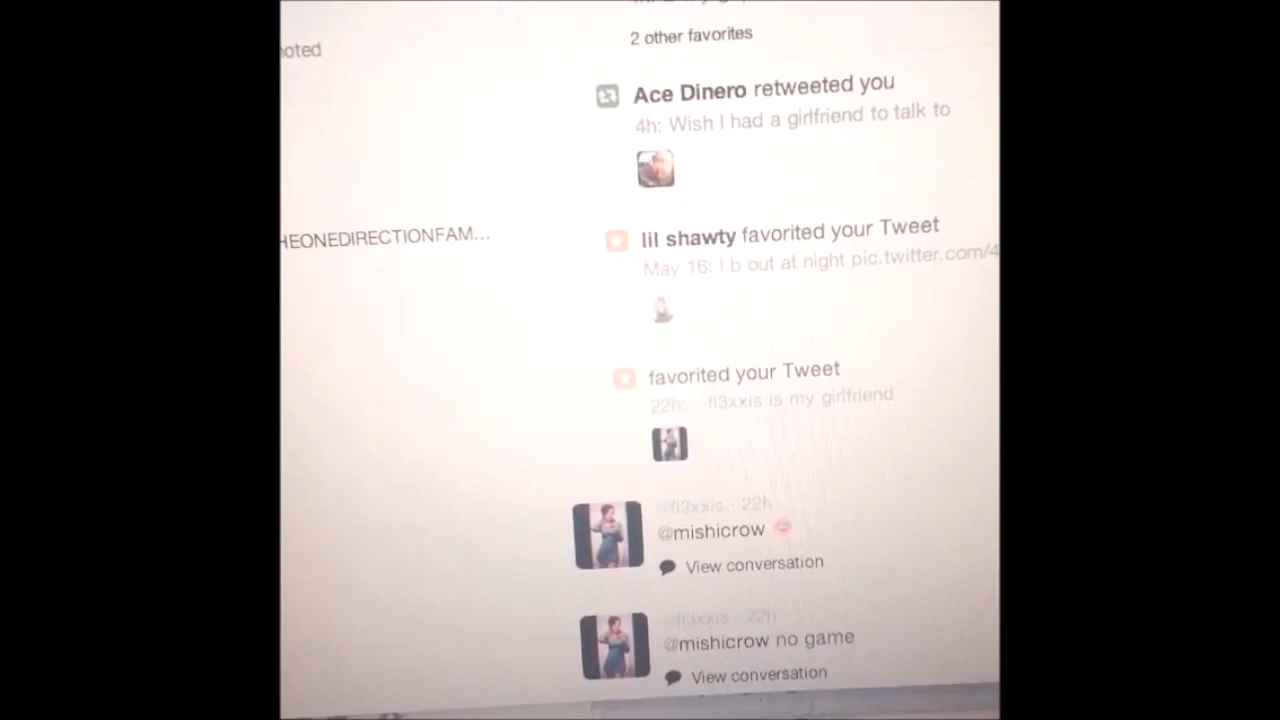 2 other favorites
noted
Ace Dinero retweeted you
4h: Wish I had a girlfriend to talk to
HEONEDIRECTIONFAM...
lil shawty favorited your Tweet
May 16: I b out at night pic.twitter.com/4
favorited your Tweet
22h: fl3xxis is my girlfriend
fl3xxis · 22h
@mishicrow
View conversation
fl3xxis · 22h
@mishicrow no game
View conversation